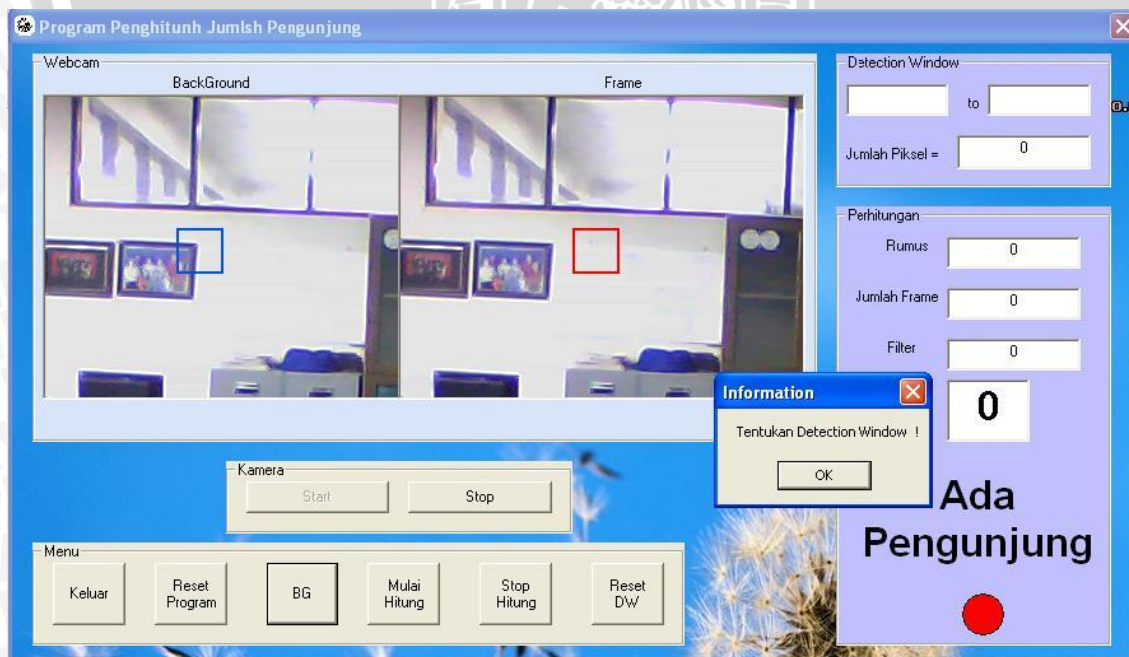 Program Penghitunh Jumlsh Pengunjung
Webcam
BackGround
Frame
Detection Window
to
Jumlah Piksel =
0
Perhitungan
Rumus
0
Jumlah Frame
0
Filter
0
0
Information
Tentukan Detection Window !
OK
Ada
Pengunjung
Kamera
Start
Stop
Menu
Keluar
Reset
Program
BG
Mulai
Hitung
Stop
Hitung
Reset
DW